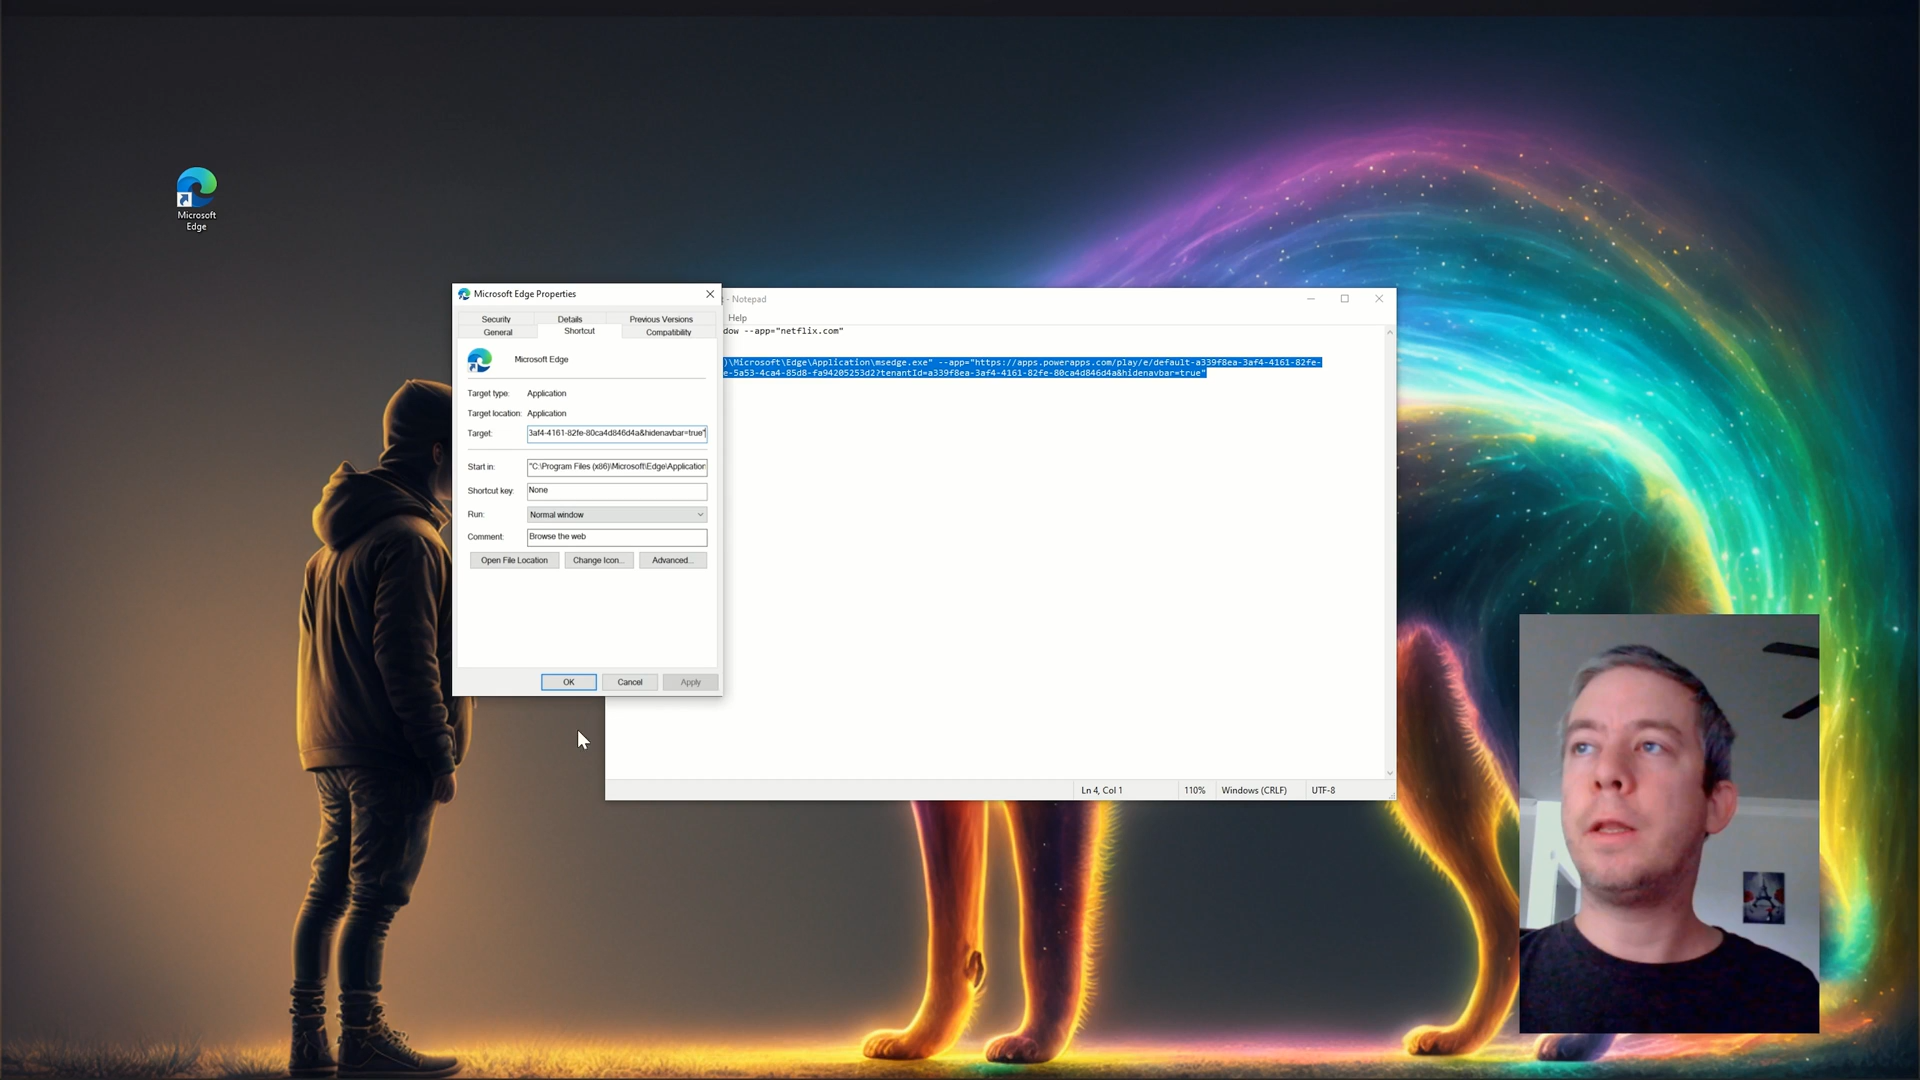 Microsoft
Edge
Microsoft Edge Properties
Security Details Previous Versions
General Shortcut Compatibility
Microsoft Edge
Target type: Application
Target location: Application
Target: 3af4-4161-82fe-80ca4d846d4a&hidenavbar=true"
Start in: "C:\Program Files (x86)\Microsoft\Edge\Application
Shortcut key: None
Run: Normal window
Comment: Browse the web
Open File Location Change Icon... Advanced...
OK Cancel Apply
- Notepad
Help
dow --app="netflix.com"
)\Microsoft\Edge\Application\msedge.exe" --app="https://apps.powerapps.com/play/e/default-a339f8ea-3af4-4161-82fe-
e-5a53-4ca4-85d8-fa94205253d2?tenantId=a339f8ea-3af4-4161-82fe-80ca4d846d4a&hidenavbar=true"
Ln 4, Col 1 110% Windows (CRLF) UTF-8